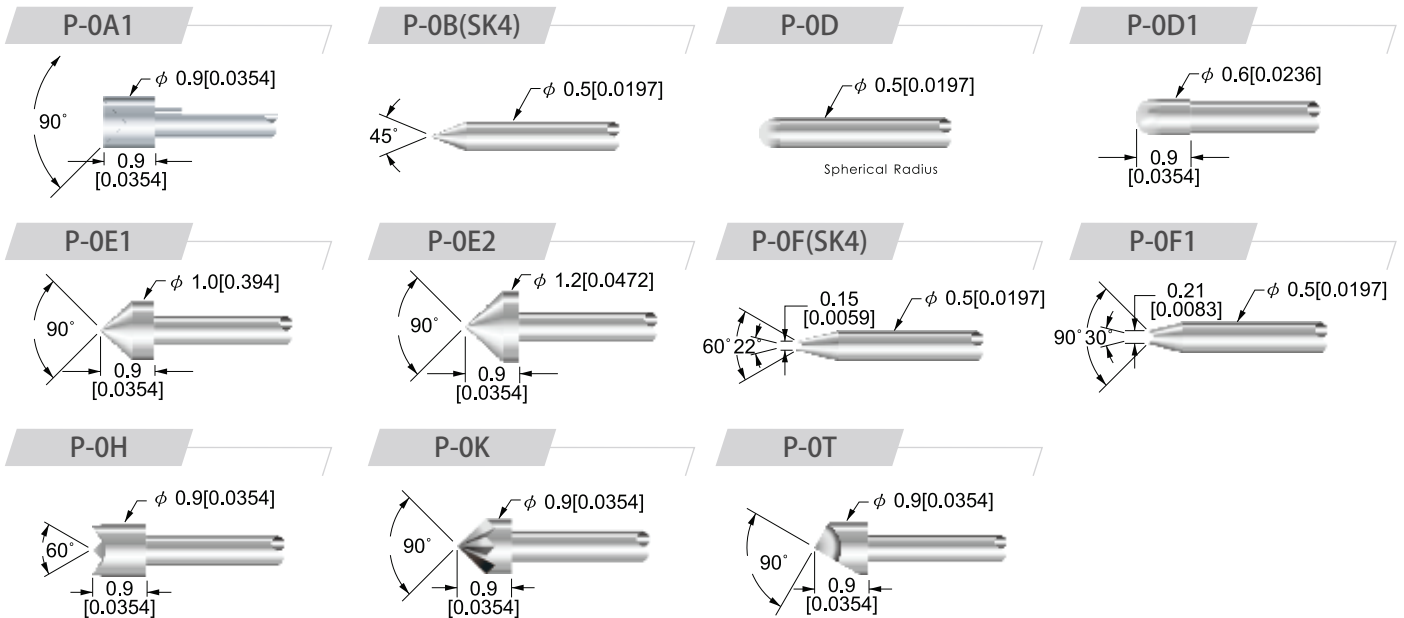 P-0A1
φ 0.9[0.0354]
90°
0.9
[0.0354]
P-0B(SK4)
φ 0.5[0.0197]
45°
P-0D
φ 0.5[0.0197]
Spherical Radius
P-0D1
φ 0.6[0.0236]
0.9
[0.0354]
P-0E1
φ 1.0[0.394]
90°
0.9
[0.0354]
P-0E2
φ 1.2[0.0472]
90°
0.9
[0.0354]
P-0F(SK4)
0.15
[0.0059]
φ 0.5[0.0197]
60° 22°
P-0F1
0.21
[0.0083]
φ 0.5[0.0197]
90° 30°
P-0H
φ 0.9[0.0354]
60°
0.9
[0.0354]
P-0K
φ 0.9[0.0354]
90°
0.9
[0.0354]
P-0T
φ 0.9[0.0354]
90°
0.9
[0.0354]